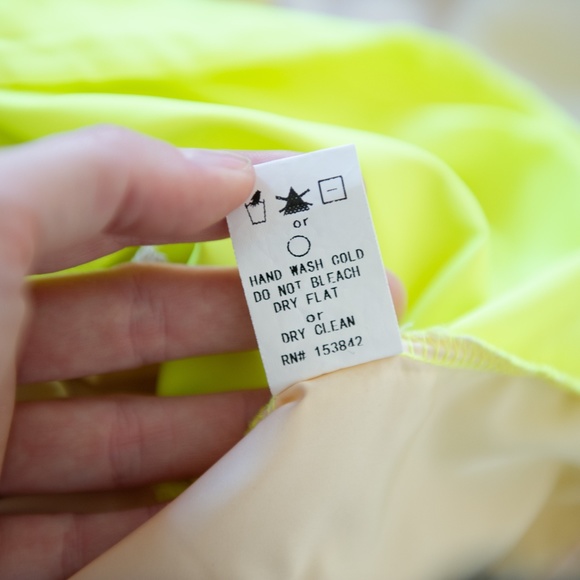 or
HAND WASH COLD
DO NOT BLEACH
DRY FLAT
or
DRY CLEAN
RN# 153842